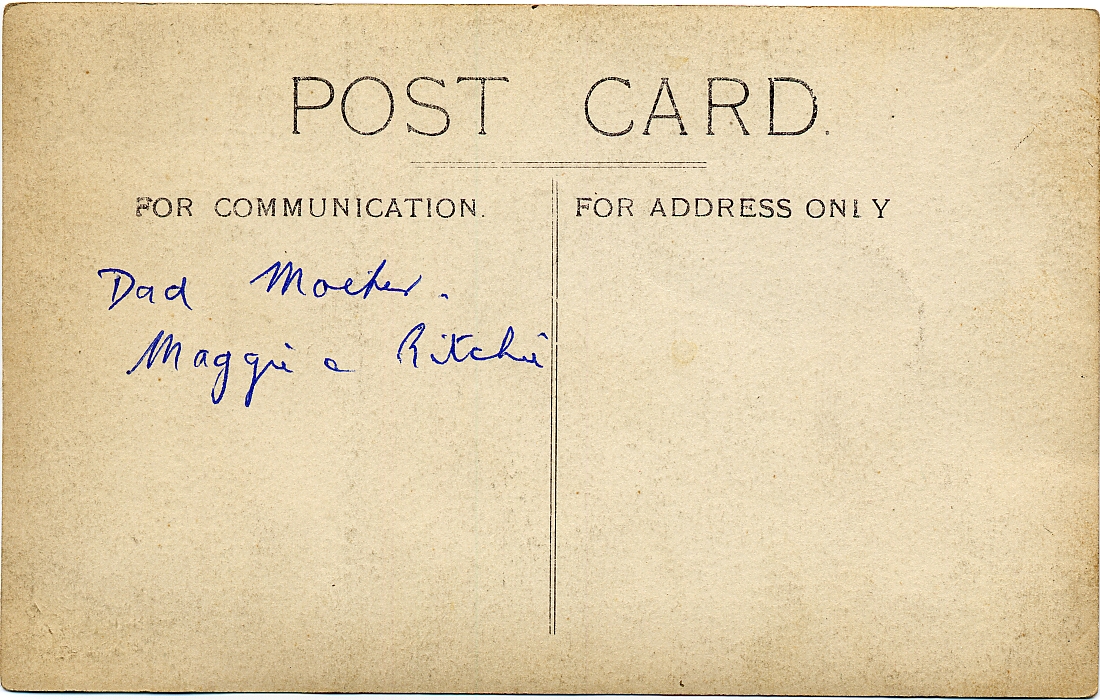 POST CARD.
FOR COMMUNICATION.
FOR ADDRESS ONLY
Dad Mother.
Maggie & Ritchie